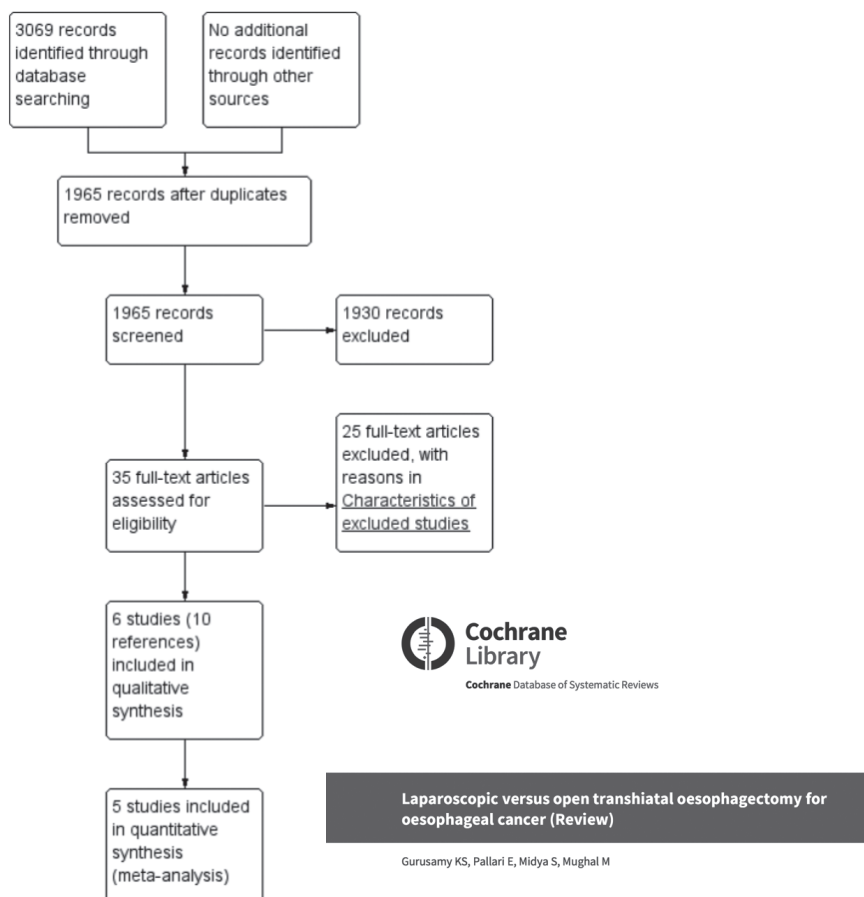 3069 records
identified through
database
searching
No additional
records identified
through other
sources
1965 records after duplicates
removed
1965 records
screened
1930 records
excluded
35 full-text articles
assessed for
eligibility
25 full-text articles
excluded, with
reasons in
Characteristics of
excluded studies
6 studies (10
references)
included in
qualitative
synthesis
5 studies included
in quantitative
synthesis
(meta-analysis)
Cochrane
Library
Cochrane Database of Systematic Reviews
Laparoscopic versus open transhiatal oesophagectomy for
oesophageal cancer (Review)
Gurusamy KS, Pallari E, Midya S, Mughal M